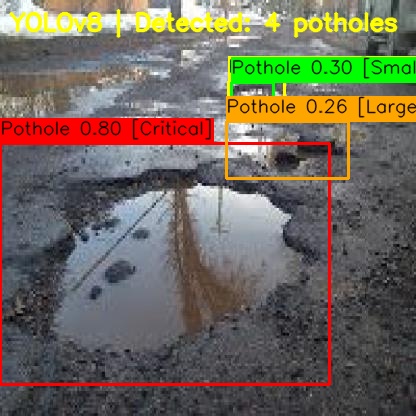 YOLOv8 | Detected: 4 potholes
Pothole 0.30 [Smal
Pothole 0.26 [Large
Pothole 0.80 [Critical]